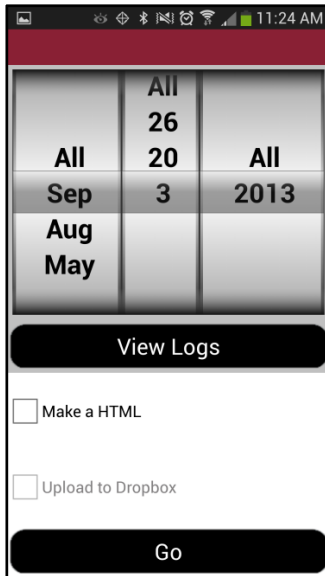 11:24 AM
All
26
All 20 All
Sep 3 2013
Aug
May
View Logs
Make a HTML
Upload to Dropbox
Go